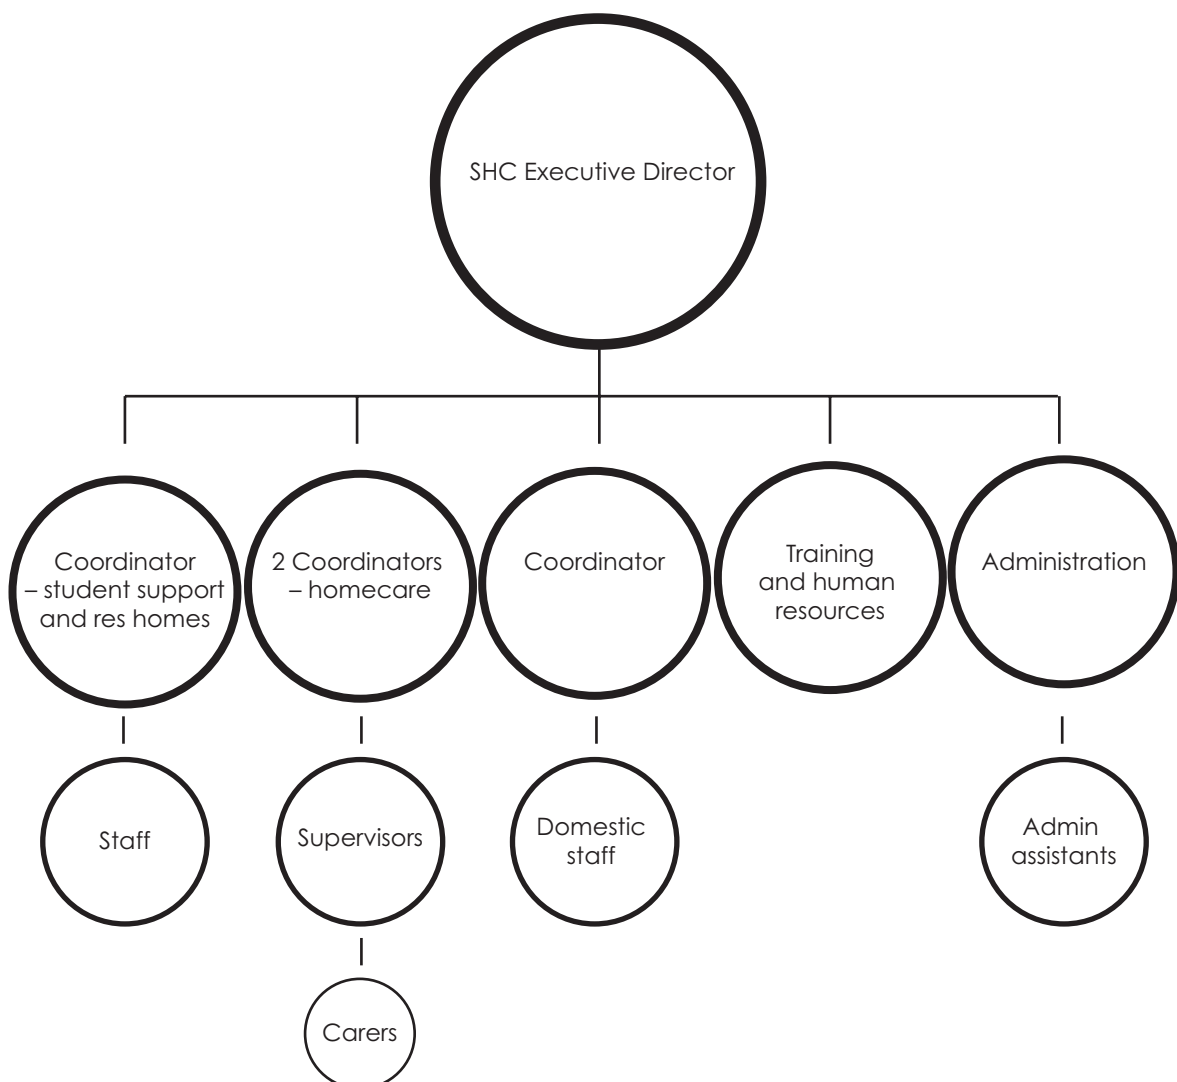 SHC Executive Director
Coordinator
– student support
and res homes
2 Coordinators
– homecare
Coordinator
Training
and human
resources
Administration
Staff
Supervisors
Domestic
staff
Admin
assistants
Carers